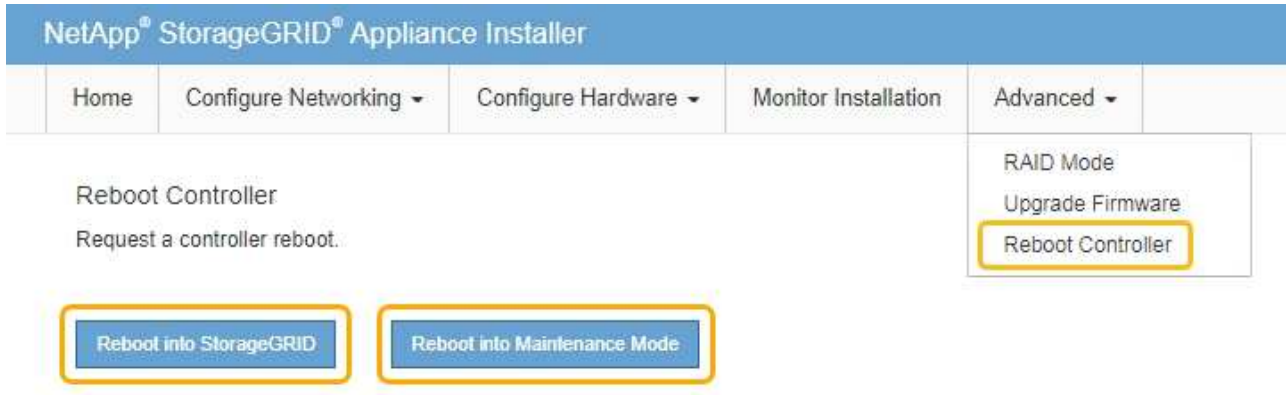 NetApp® StorageGRID® Appliance Installer
Home Configure Networking Configure Hardware Monitor Installation Advanced
RAID Mode
Upgrade Firmware
Reboot Controller
Reboot Controller
Request a controller reboot.
Reboot into StorageGRID Reboot into Maintenance Mode